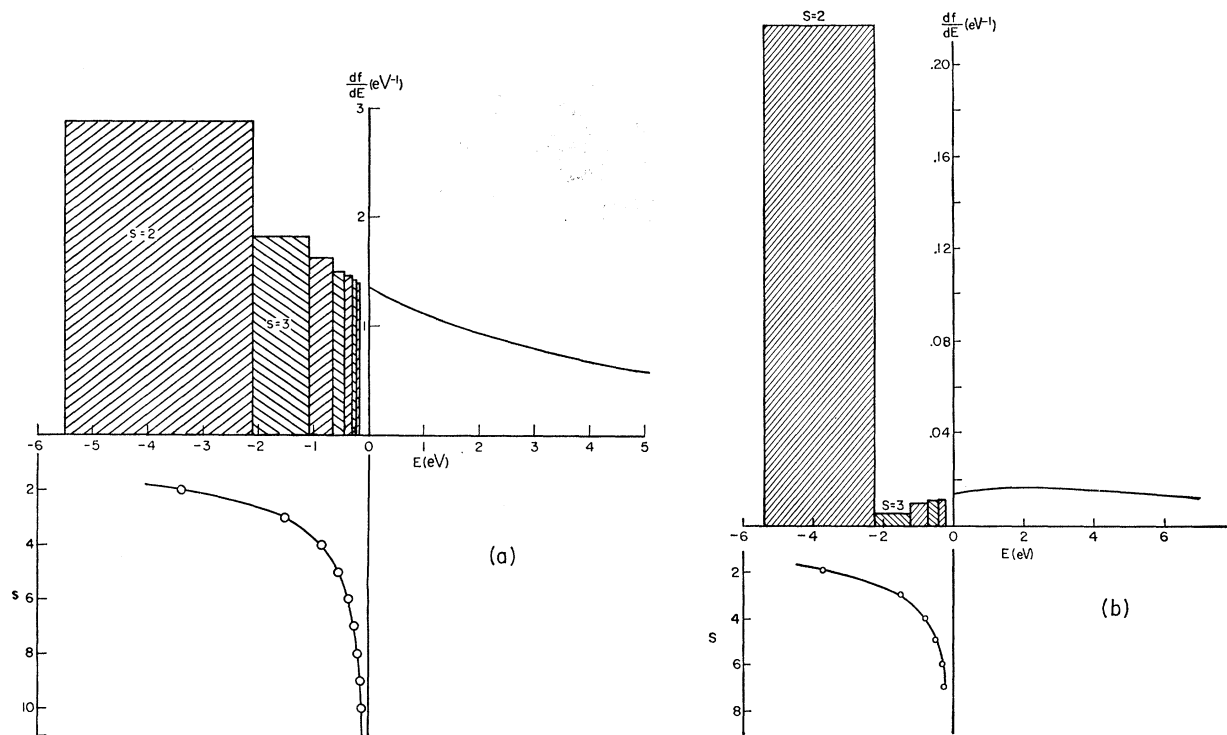 df/dE (eV⁻¹)
3
2
1
S=2
S=3
-6 -5 -4 -3 -2 -1 0 1 2 3 4 5
E(eV)
2
4
s 6
8
10
(a)
S=2
df/dE (eV⁻¹)
.20
.16
.12
.08
.04
S=3
-6 -4 -2 0 2 4 6
E(eV)
2
4
S
6
8
(b)